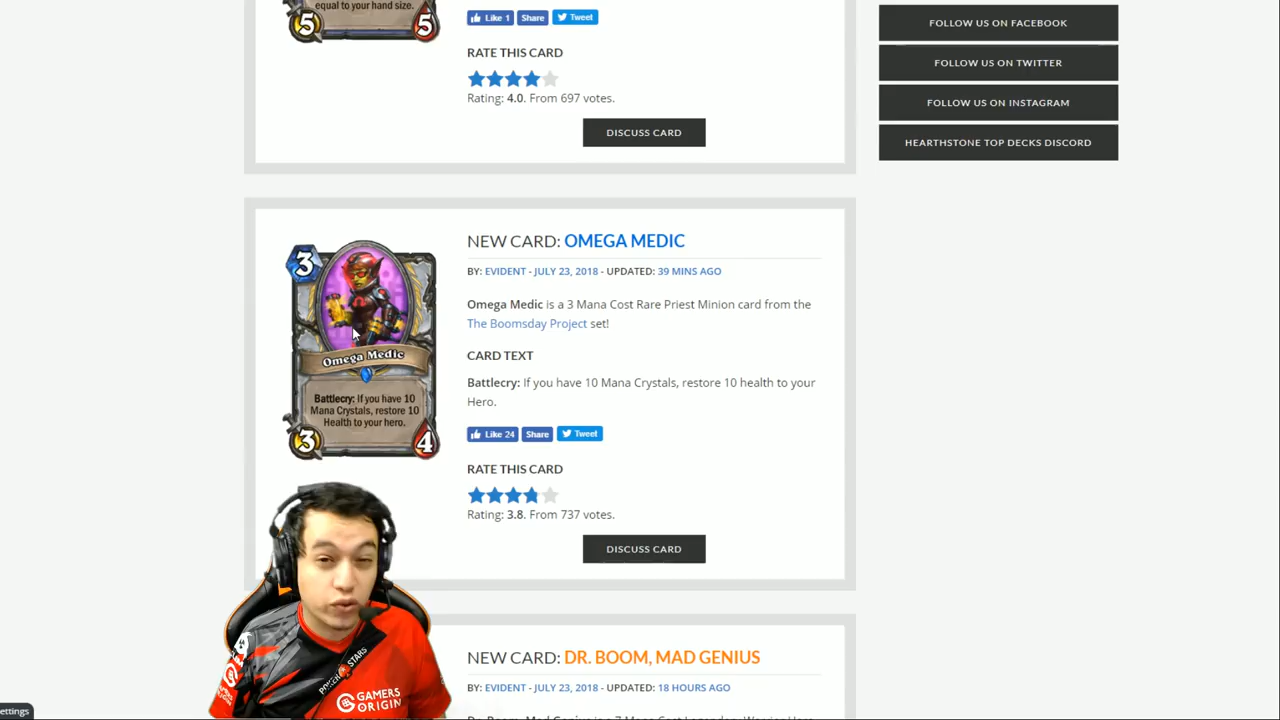 equal to your hand size.
5
5
Like 1
Share
Tweet
RATE THIS CARD
Rating: 4.0. From 697 votes.
DISCUSS CARD
FOLLOW US ON FACEBOOK
FOLLOW US ON TWITTER
FOLLOW US ON INSTAGRAM
HEARTHSTONE TOP DECKS DISCORD
3
Omega Medic
Battlecry: If you have 10
Mana Crystals, restore 10
Health to your hero.
3
4
NEW CARD: OMEGA MEDIC
BY: EVIDENT - JULY 23, 2018 - UPDATED: 39 MINS AGO
Omega Medic is a 3 Mana Cost Rare Priest Minion card from the
The Boomsday Project set!
CARD TEXT
Battlecry: If you have 10 Mana Crystals, restore 10 health to your
Hero.
Like 24
Share
Tweet
RATE THIS CARD
Rating: 3.8. From 737 votes.
DISCUSS CARD
POKER STARS
GAMERS
ORIGIN
NEW CARD: DR. BOOM, MAD GENIUS
BY: EVIDENT - JULY 23, 2018 - UPDATED: 18 HOURS AGO
ettings